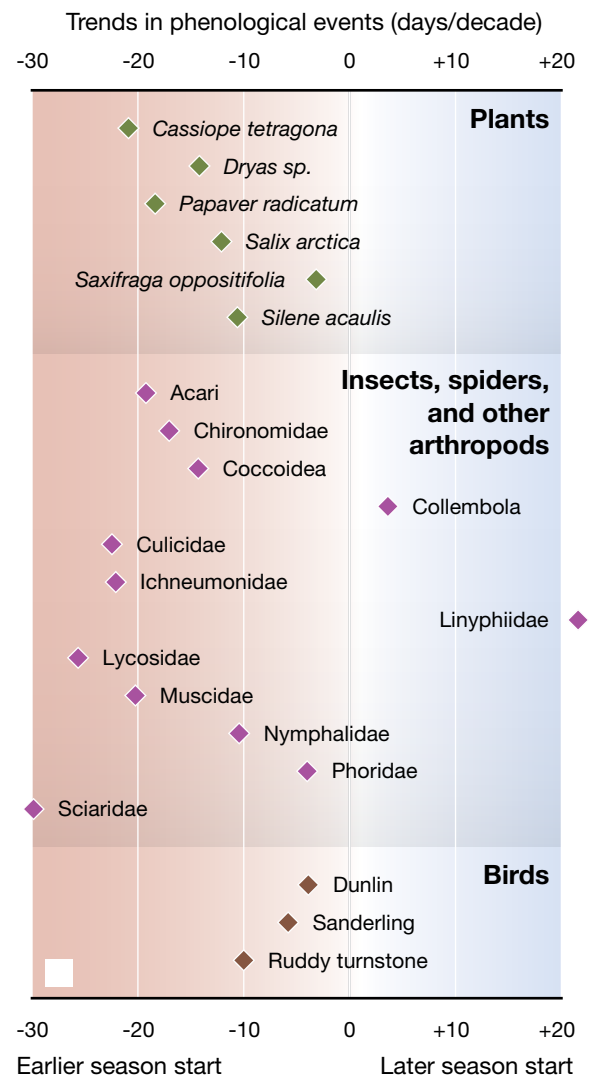 Trends in phenological events (days/decade)
-30 -20 -10 0 +10 +20
Plants
Cassiope tetragona
Dryas sp.
Papaver radicatum
Salix arctica
Saxifraga oppositifolia
Silene acaulis
Insects, spiders,
and other
arthropods
Acari
Chironomidae
Coccoidea
Collembola
Culicidae
Ichneumonidae
Linyphiidae
Lycosidae
Muscidae
Nymphalidae
Phoridae
Sciaridae
Birds
Dunlin
Sanderling
Ruddy turnstone
-30 -20 -10 0 +10 +20
Earlier season start Later season start